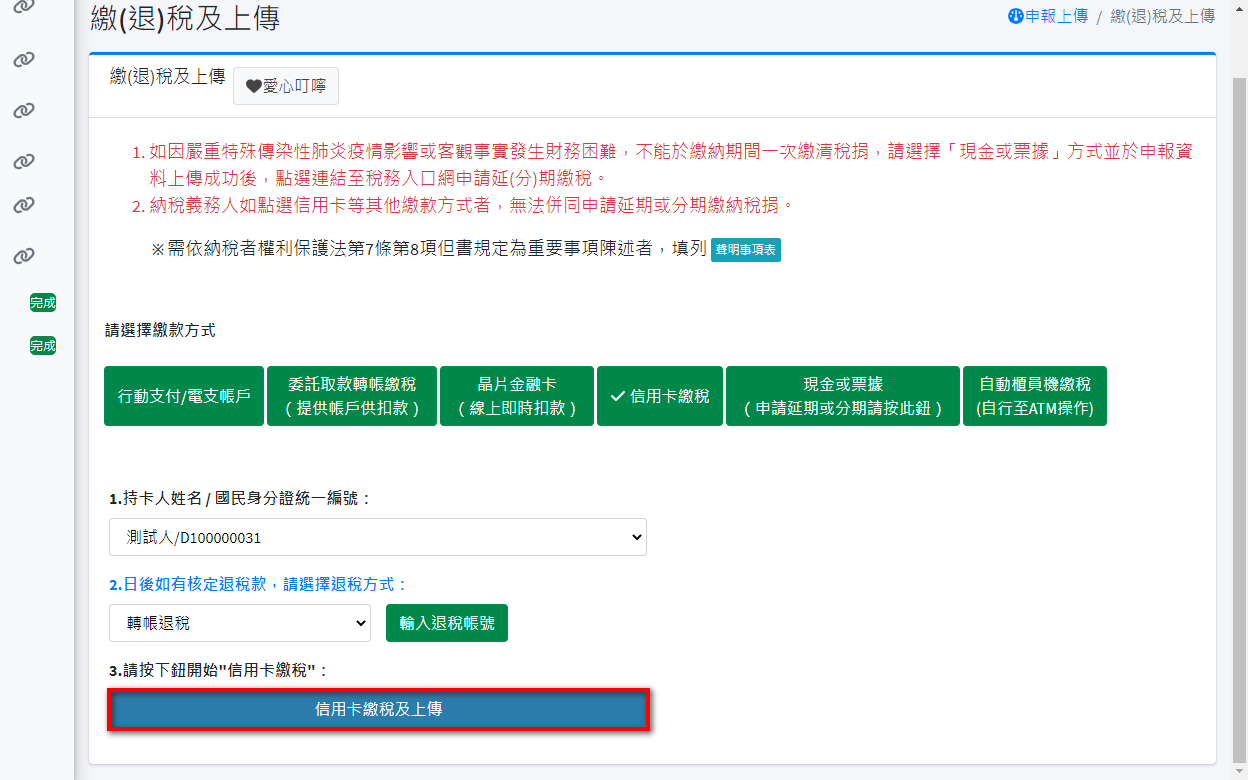 繳(退)稅及上傳
申報上傳 / 繳(退)稅及上傳
繳(退)稅及上傳 愛心叮嚀
1. 如因嚴重特殊傳染性肺炎疫情影響或客觀事實發生財務困難，不能於繳納期間一次繳清稅捐，請選擇「現金或票據」方式並於申報資
料上傳成功後，點選連結至稅務入口網申請延(分)期繳稅。
2. 納稅義務人如點選信用卡等其他繳款方式者，無法併同申請延期或分期繳納稅捐。
※需依納稅者權利保護法第7條第8項但書規定為重要事項陳述者，填列 聲明事項表
完成
完成
請選擇繳款方式
行動支付/電支帳戶
委託取款轉帳繳稅
（提供帳戶供扣款）
晶片金融卡
（線上即時扣款）
信用卡繳稅
現金或票據
（申請延期或分期請按此鈕）
自動櫃員機繳稅
(自行至ATM操作)
1.持卡人姓名 / 國民身分證統一編號：
測試人/D100000031
2.日後如有核定退稅款，請選擇退稅方式：
轉帳退稅
輸入退稅帳號
3.請按下鈕開始"信用卡繳稅"：
信用卡繳稅及上傳